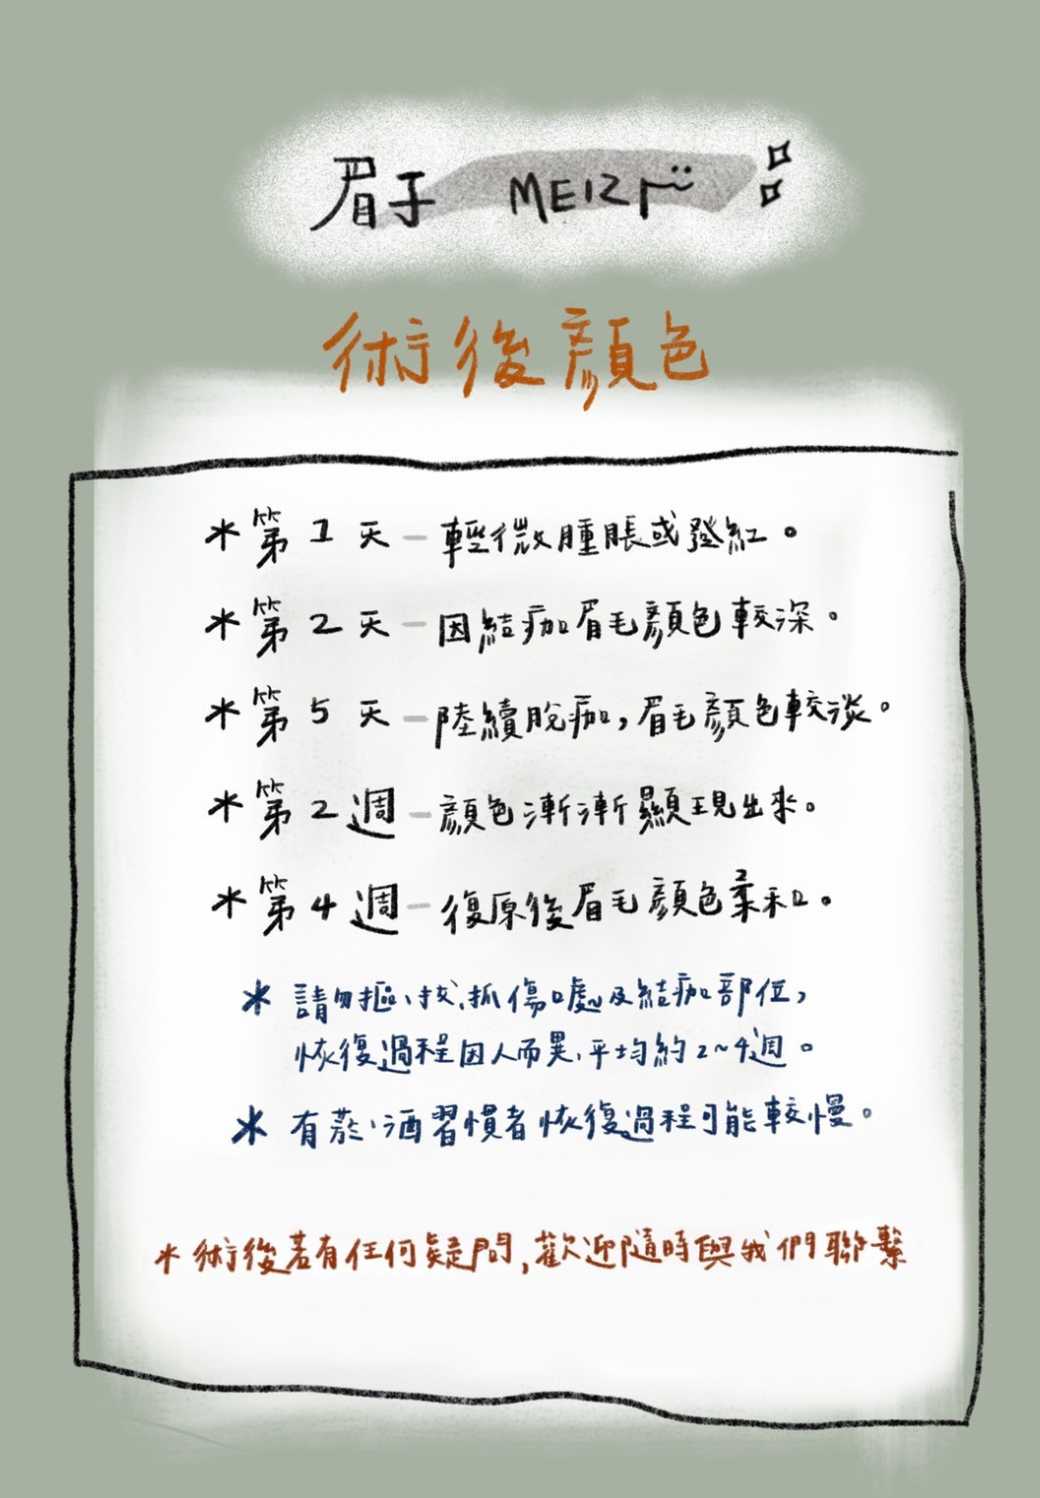 眉子 MEIZI
術後顏色
＊第1天－輕微腫脹或發紅。
＊第2天－因結痂眉毛顏色較深。
＊第5天－陸續脫痂,眉毛顏色較淡。
＊第2週－顏色漸漸顯現出來。
＊第4週－復原後眉毛顏色柔和。
＊請勿摳、找、抓傷口處及結痂部位,
恢復過程因人而異,平均約2~4週。
＊有菸、酒習慣者恢復過程可能較慢。
＊術後若有任何疑問,歡迎隨時與我們聯繫